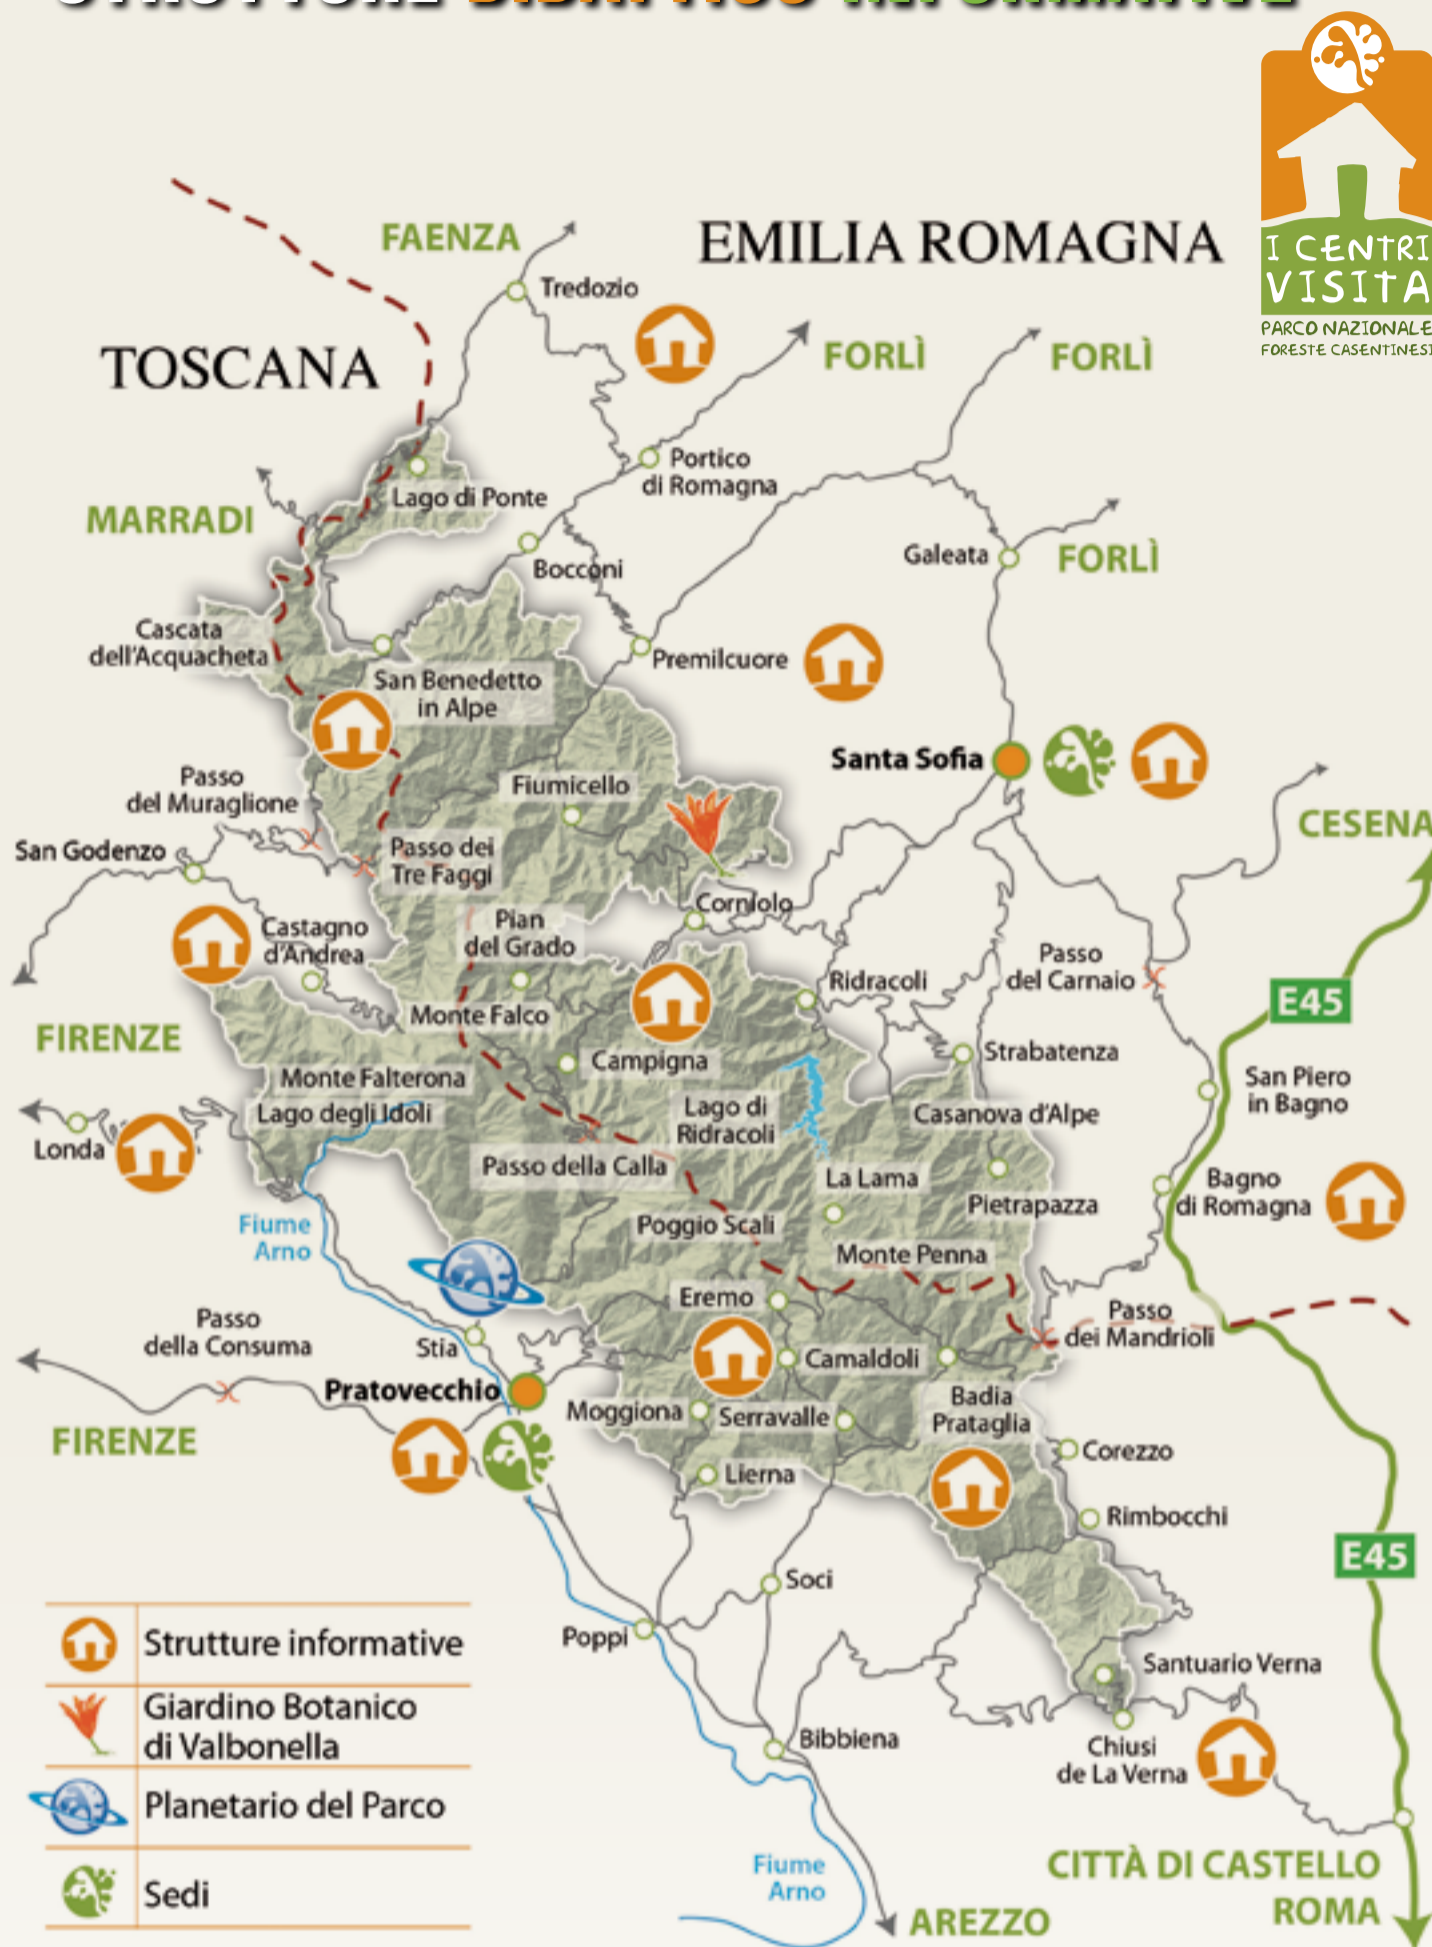 STRUTTURE DIDATTICO INFORMATIVE
I CENTRI
VISITA
PARCO NAZIONALE
FORESTE CASENTINESI
FAENZA
EMILIA ROMAGNA
Tredozio
TOSCANA
FORLÌ
FORLÌ
Portico
di Romagna
Lago di Ponte
MARRADI
Galeata
FORLÌ
Bocconi
Cascata
dell'Acquacheta
Premilcuore
San Benedetto
in Alpe
Santa Sofia
Passo
del Muraglione
Fiumicello
CESENA
San Godenzo
Passo dei
Tre Faggi
Corniolo
Castagno
d'Andrea
Pian
del Grado
Passo
del Carnaio
Ridracoli
E45
Monte Falco
FIRENZE
Campigna
Strabatenza
Monte Falterona
San Piero
in Bagno
Lago degli Idoli
Lago di
Ridracoli
Casanova d'Alpe
Londa
Passo della Calla
La Lama
Pietrapazza
Bagno
di Romagna
Fiume
Arno
Poggio Scali
Monte Penna
Eremo
Passo
della Consuma
Passo
dei Mandrioli
Stia
Camaldoli
Pratovecchio
Badia
Prataglia
Moggiona
Serravalle
FIRENZE
Corezzo
Lierna
Rimbocchi
E45
Soci
Poppi
Strutture informative
Santuario Verna
Giardino Botanico
di Valbonella
Bibbiena
Chiusi
de La Verna
Planetario del Parco
Fiume
Arno
CITTÀ DI CASTELLO
ROMA
Sedi
AREZZO